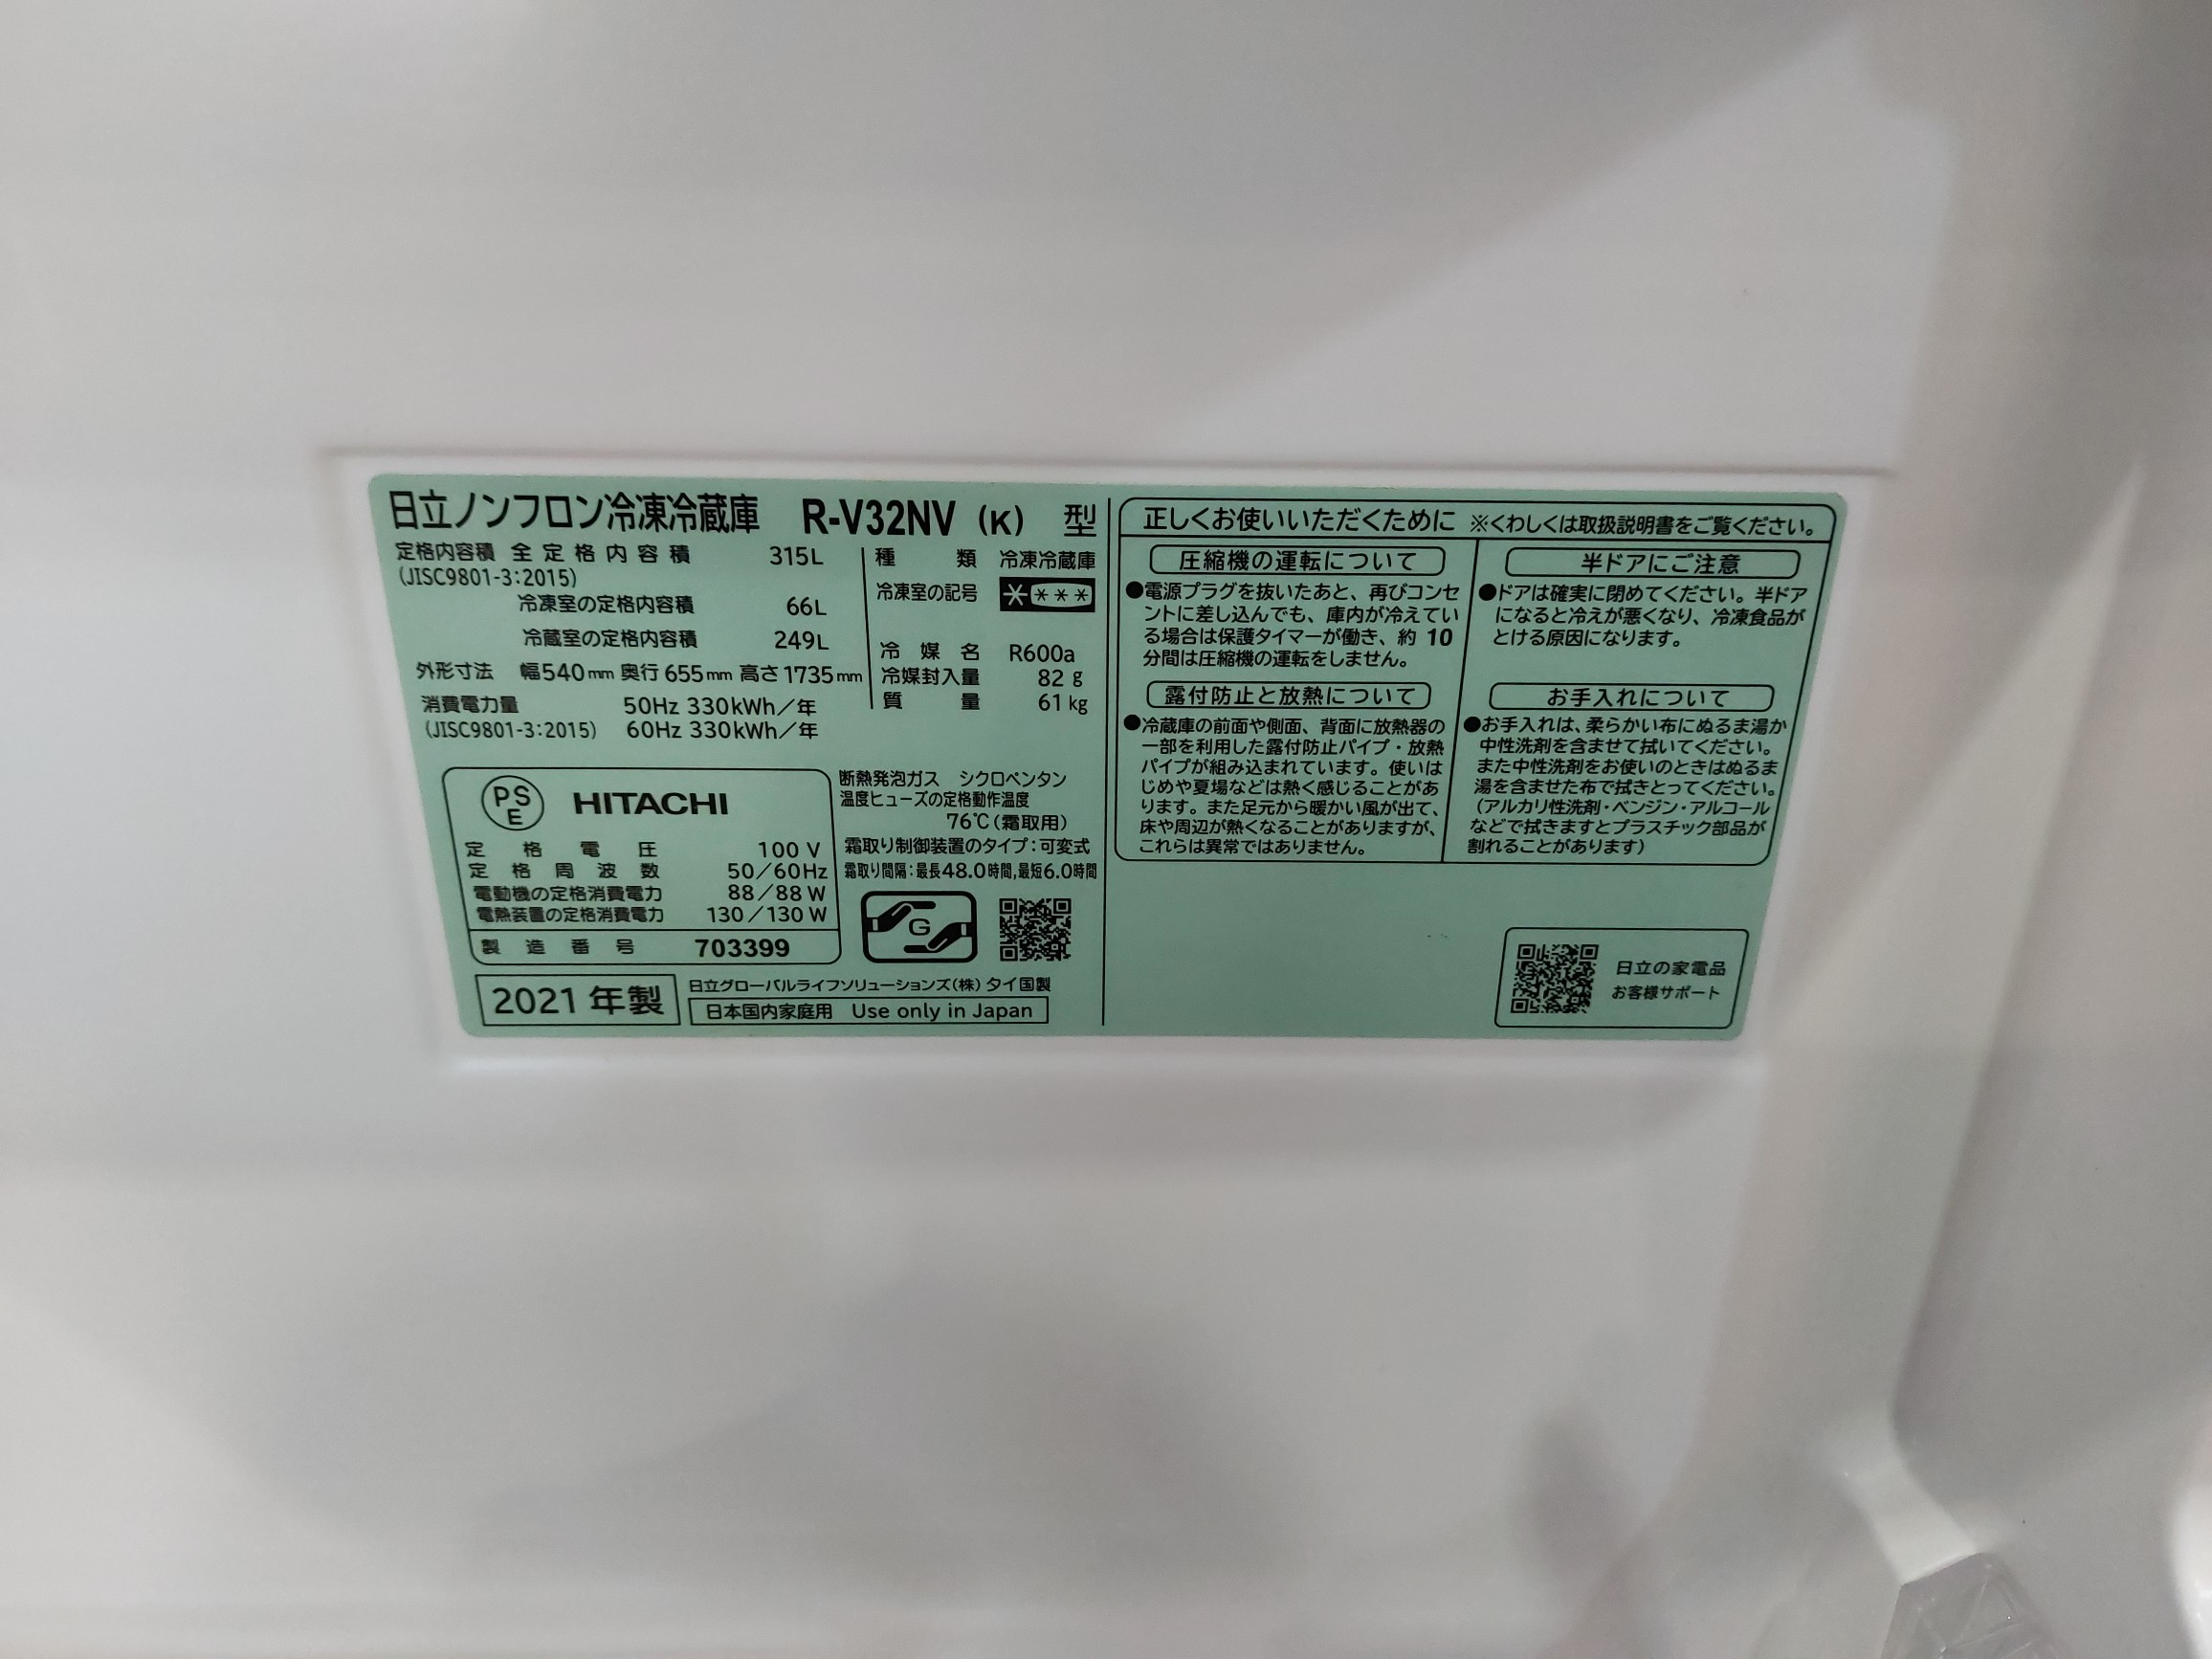 日立ノンフロン冷凍冷蔵庫 R-V32NV (K) 型
定格内容積 全定格内容積 315L
(JISC9801-3:2015)
冷凍室の定格内容積 66L
冷蔵室の定格内容積 249L
外形寸法 幅540mm 奥行655mm 高さ1735mm
消費電力量 50Hz 330kWh/年
(JISC9801-3:2015) 60Hz 330kWh/年
種類 冷凍冷蔵庫
冷凍室の記号 ****
冷媒名 R600a
冷媒封入量 82g
質量 61kg
PSE HITACHI
定格電圧 100V
定格周波数 50/60Hz
電動機の定格消費電力 88/88W
電熱装置の定格消費電力 130/130W
製造番号 703399
断熱発泡ガス シクロペンタン
温度ヒューズの定格動作温度
76℃(霜取用)
霜取り制御装置のタイプ:可変式
霜取り間隔:最長48.0時間,最短6.0時間
G
2021年製
日立グローバルライフソリューションズ(株) タイ国製
日本国内家庭用 Use only in Japan
正しくお使いいただくために ※くわしくは取扱説明書をご覧ください。
圧縮機の運転について
●電源プラグを抜いたあと、再びコンセ
ントに差し込んでも、庫内が冷えてい
る場合は保護タイマーが働き、約10
分間は圧縮機の運転をしません。
露付防止と放熱について
●冷蔵庫の前面や側面、背面に放熱器の
一部を利用した露付防止パイプ・放熱
パイプが組み込まれています。使いは
じめや夏場などは熱く感じることがあ
ります。また足元から暖かい風が出て、
床や周辺が熱くなることがありますが、
これらは異常ではありません。
半ドアにご注意
●ドアは確実に閉めてください。半ドア
になると冷えが悪くなり、冷凍食品が
とける原因になります。
お手入れについて
●お手入れは、柔らかい布にぬるま湯か
中性洗剤を含ませて拭いてください。
また中性洗剤をお使いのときはぬるま
湯を含ませた布で拭きとってください。
(アルカリ性洗剤・ベンジン・アルコール
などで拭きますとプラスチック部品が
割れることがあります)
日立の家電品
お客様サポート